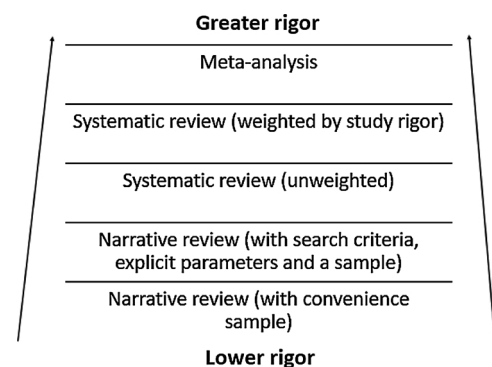 Greater rigor
Meta-analysis
Systematic review (weighted by study rigor)
Systematic review (unweighted)
Narrative review (with search criteria,
explicit parameters and a sample)
Narrative review (with convenience
sample)
Lower rigor